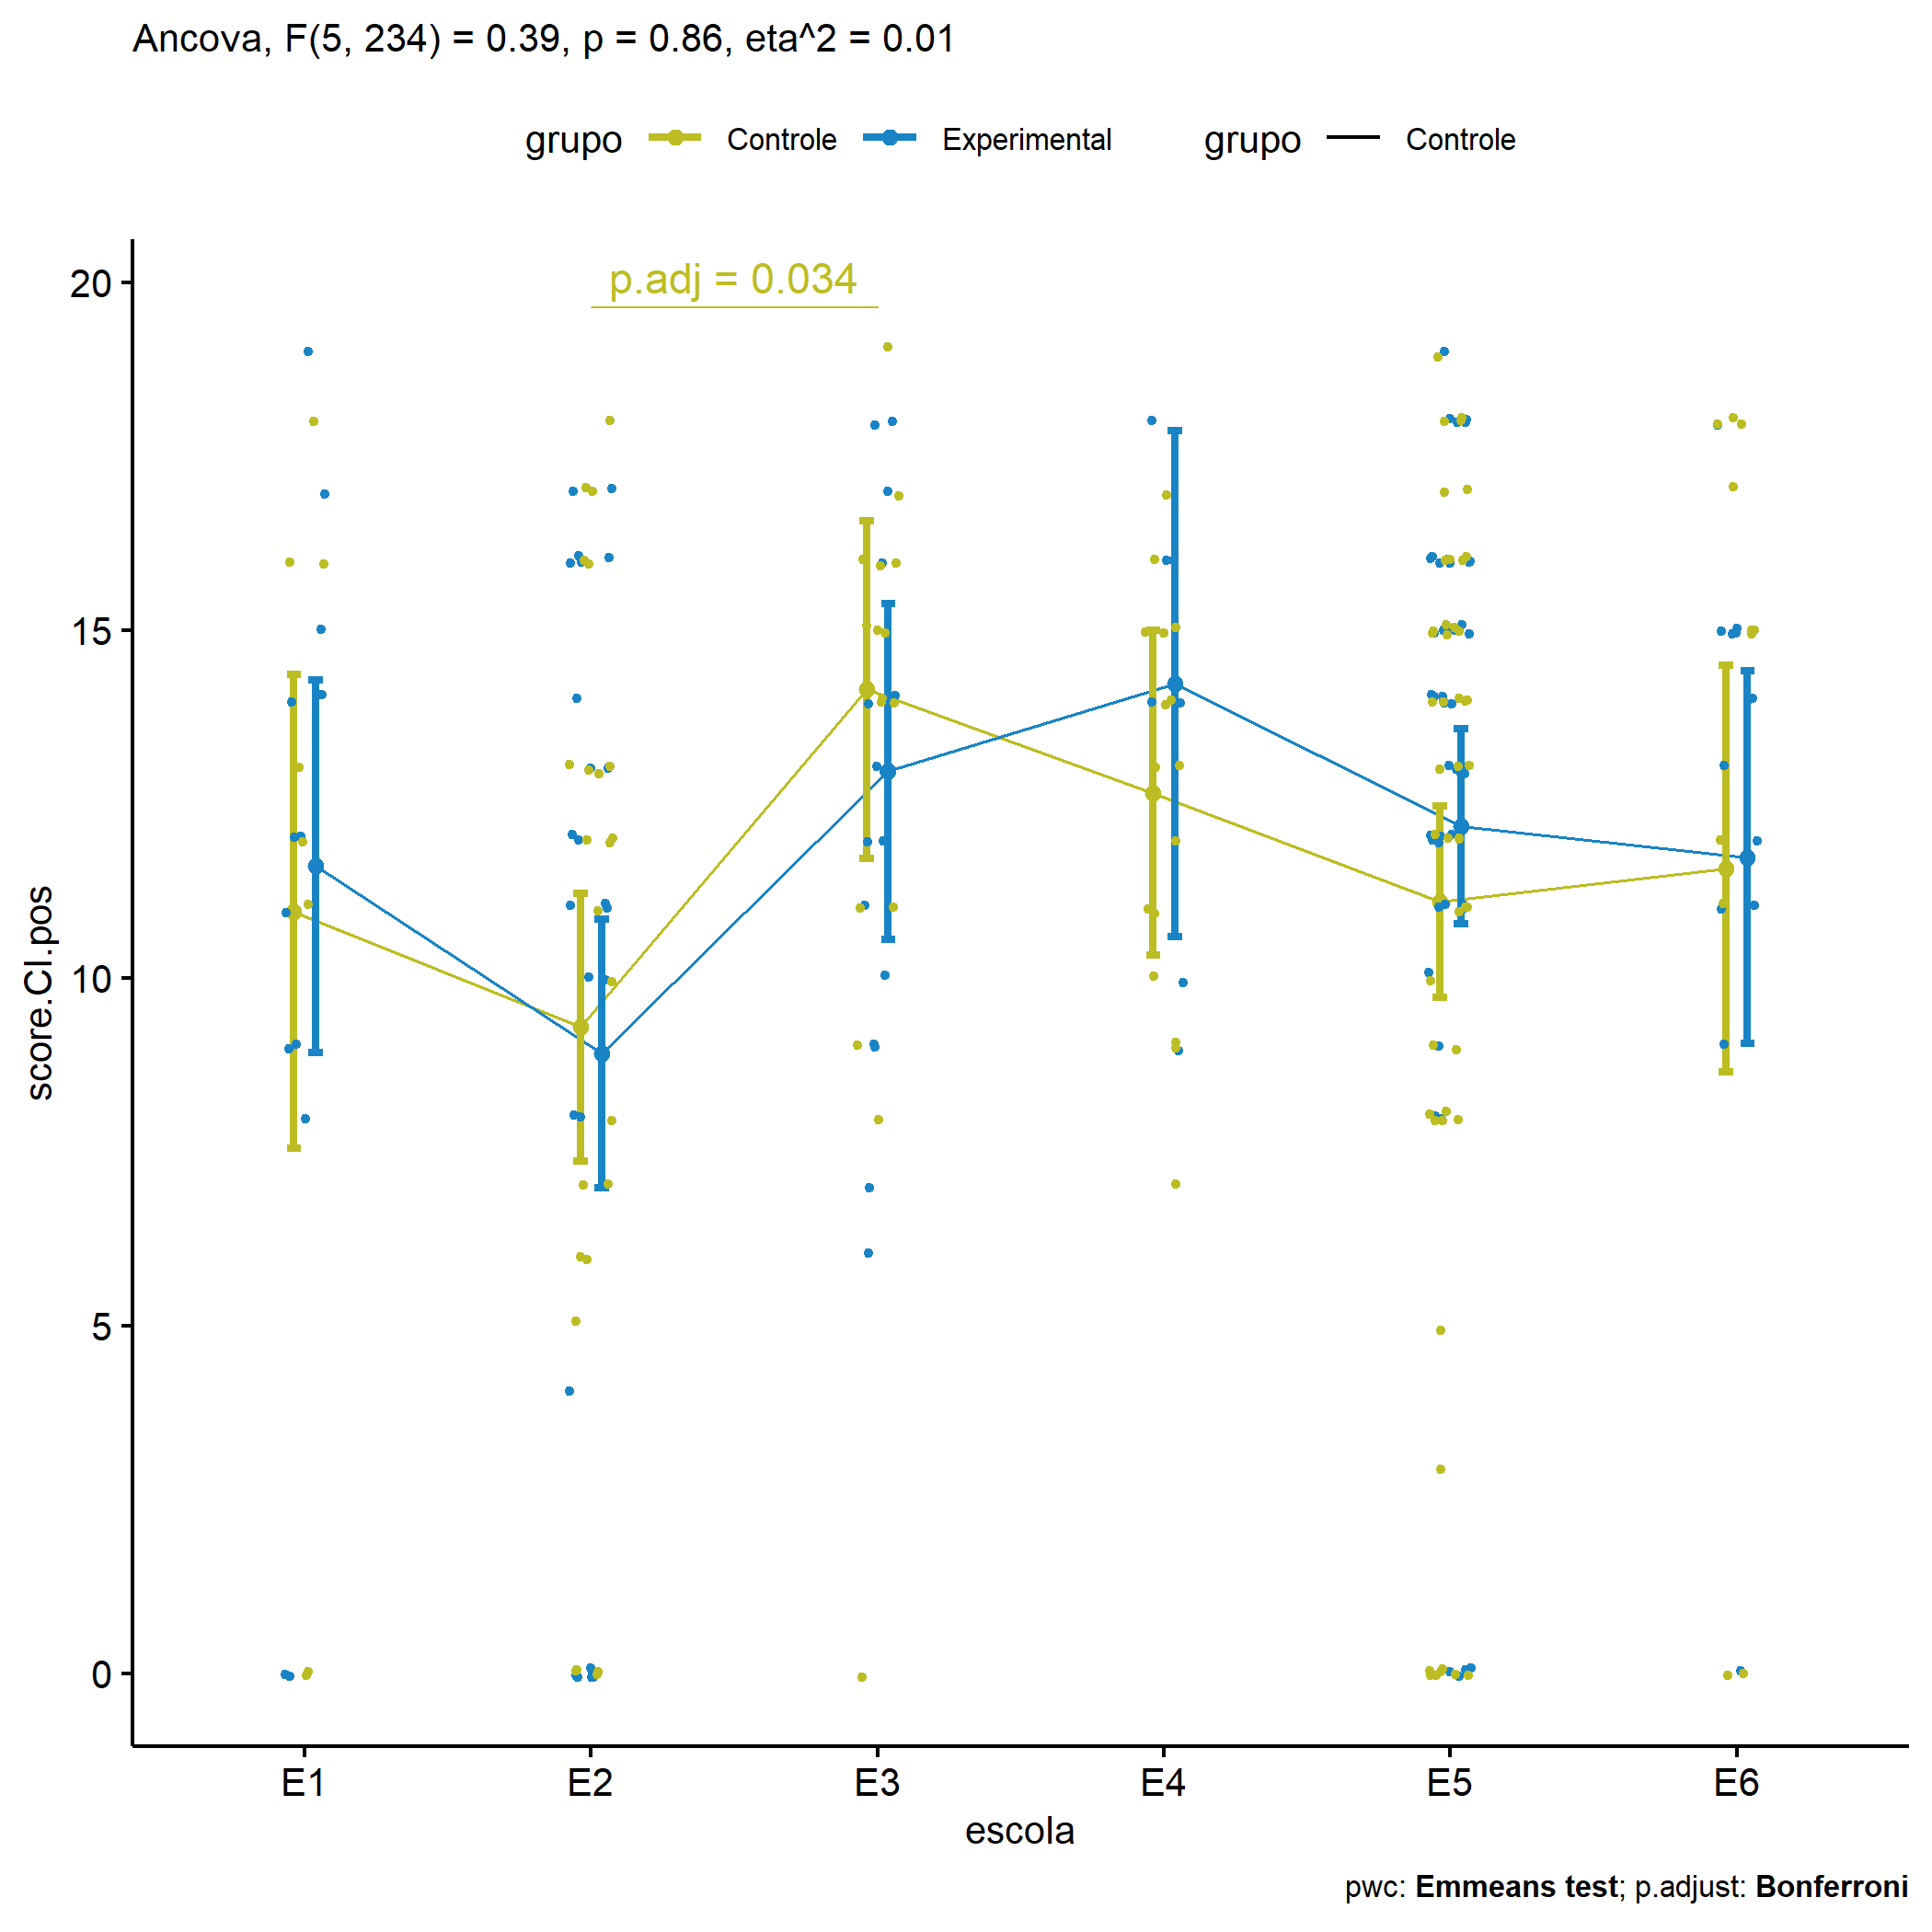 Ancova, F(5, 234) = 0.39, p = 0.86, eta^2 = 0.01
grupo Controle Experimental grupo Controle
p.adj = 0.034
score.CI.pos
20
15
10
5
0
E1 E2 E3 E4 E5 E6
escola
pwc: Emmeans test; p.adjust: Bonferroni